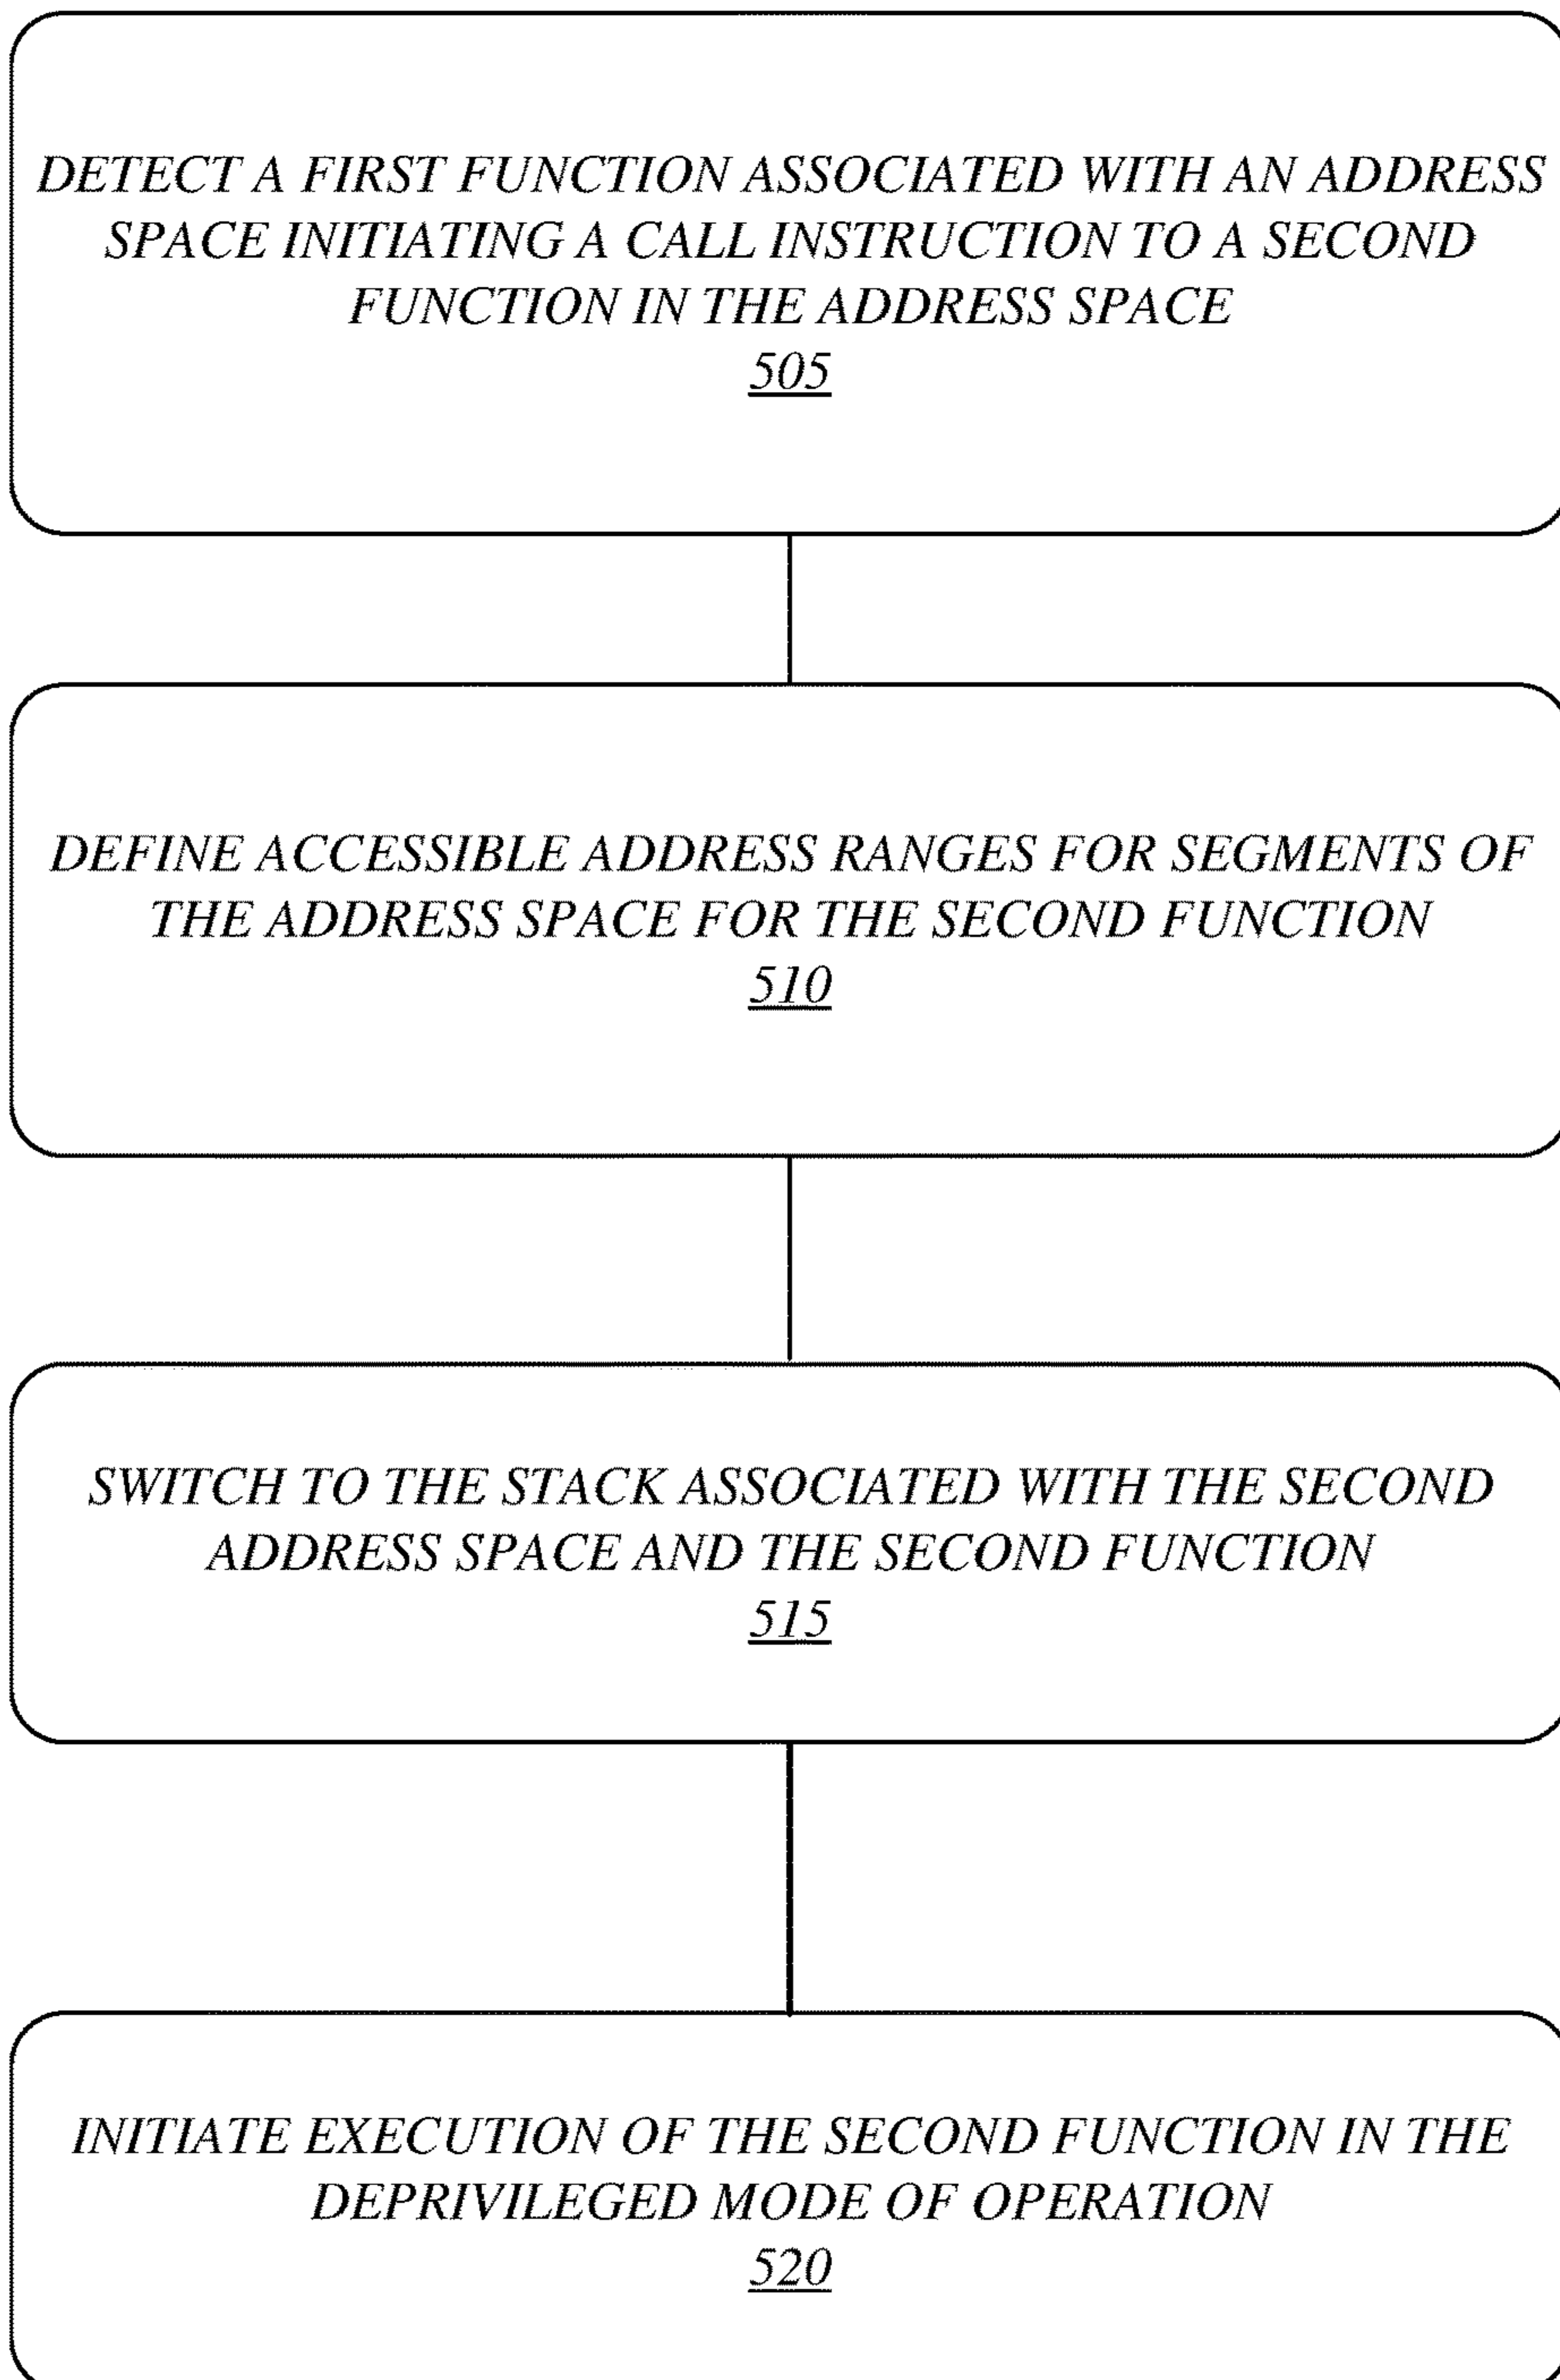 DETECT A FIRST FUNCTION ASSOCIATED WITH AN ADDRESS
SPACE INITIATING A CALL INSTRUCTION TO A SECOND
FUNCTION IN THE ADDRESS SPACE
505
DEFINE ACCESSIBLE ADDRESS RANGES FOR SEGMENTS OF
THE ADDRESS SPACE FOR THE SECOND FUNCTION
510
SWITCH TO THE STACK ASSOCIATED WITH THE SECOND
ADDRESS SPACE AND THE SECOND FUNCTION
515
INITIATE EXECUTION OF THE SECOND FUNCTION IN THE
DEPRIVILEGED MODE OF OPERATION
520